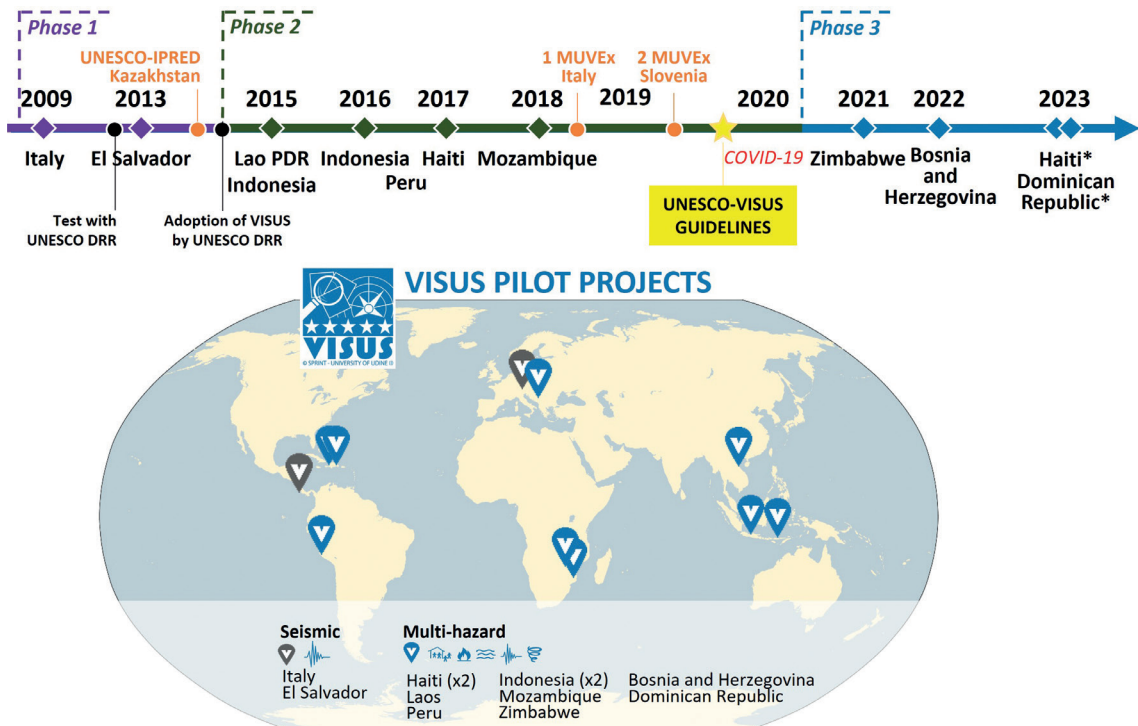 Phase 1
Phase 2
Phase 3
UNESCO-IPRED
Kazakhstan
1 MUVEx
Italy
2 MUVEx
Slovenia
2009
2013
2015
2016
2017
2018
2019
2020
2021
2022
2023
Italy
El Salvador
Lao PDR
Indonesia
Indonesia
Peru
Haiti
Mozambique
COVID-19
Zimbabwe
Bosnia
and
Herzegovina
Haiti*
Dominican
Republic*
Test with
UNESCO DRR
Adoption of VISUS
by UNESCO DRR
UNESCO-VISUS
GUIDELINES
VISUS PILOT PROJECTS
VISUS
© SPRINT - UNIVERSITY OF UDINE
Seismic
Italy
El Salvador
Multi-hazard
Haiti (x2)
Laos
Peru
Indonesia (x2)
Mozambique
Zimbabwe
Bosnia and Herzegovina
Dominican Republic